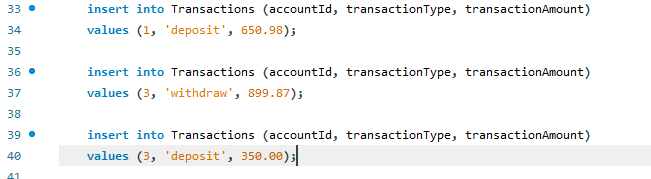 33 insert into Transactions (accountId, transactionType, transactionAmount)
34 values (1, 'deposit', 650.98);
35
36 insert into Transactions (accountId, transactionType, transactionAmount)
37 values (3, 'withdraw', 899.87);
38
39 insert into Transactions (accountId, transactionType, transactionAmount)
40 values (3, 'deposit', 350.00);
41